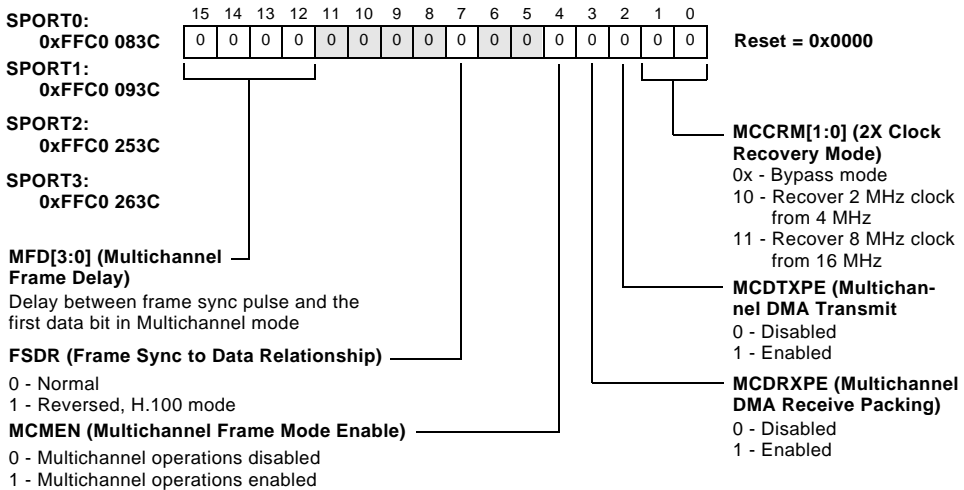 SPORT0:
0xFFC0 083C
SPORT1:
0xFFC0 093C
SPORT2:
0xFFC0 253C
SPORT3:
0xFFC0 263C
15 14 13 12 11 10 9 8 7 6 5 4 3 2 1 0
0 0 0 0 0 0 0 0 0 0 0 0 0 0 0 0
Reset = 0x0000
MFD[3:0] (Multichannel
Frame Delay)
Delay between frame sync pulse and the
first data bit in Multichannel mode
FSDR (Frame Sync to Data Relationship)
0 - Normal
1 - Reversed, H.100 mode
MCMEN (Multichannel Frame Mode Enable)
0 - Multichannel operations disabled
1 - Multichannel operations enabled
MCCRM[1:0] (2X Clock
Recovery Mode)
0x - Bypass mode
10 - Recover 2 MHz clock
from 4 MHz
11 - Recover 8 MHz clock
from 16 MHz
MCDTXPE (Multichan-
nel DMA Transmit
0 - Disabled
1 - Enabled
MCDRXPE (Multichannel
DMA Receive Packing)
0 - Disabled
1 - Enabled